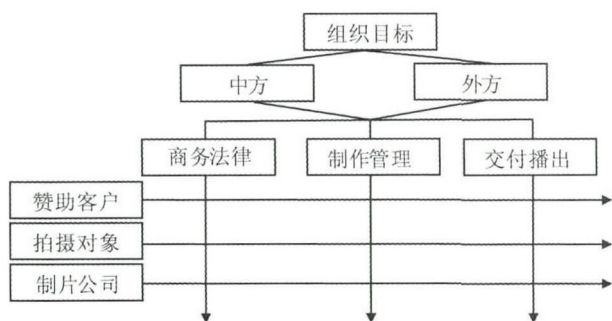 组织目标
中方 外方
商务法律 制作管理 交付播出
赞助客户
拍摄对象
制片公司